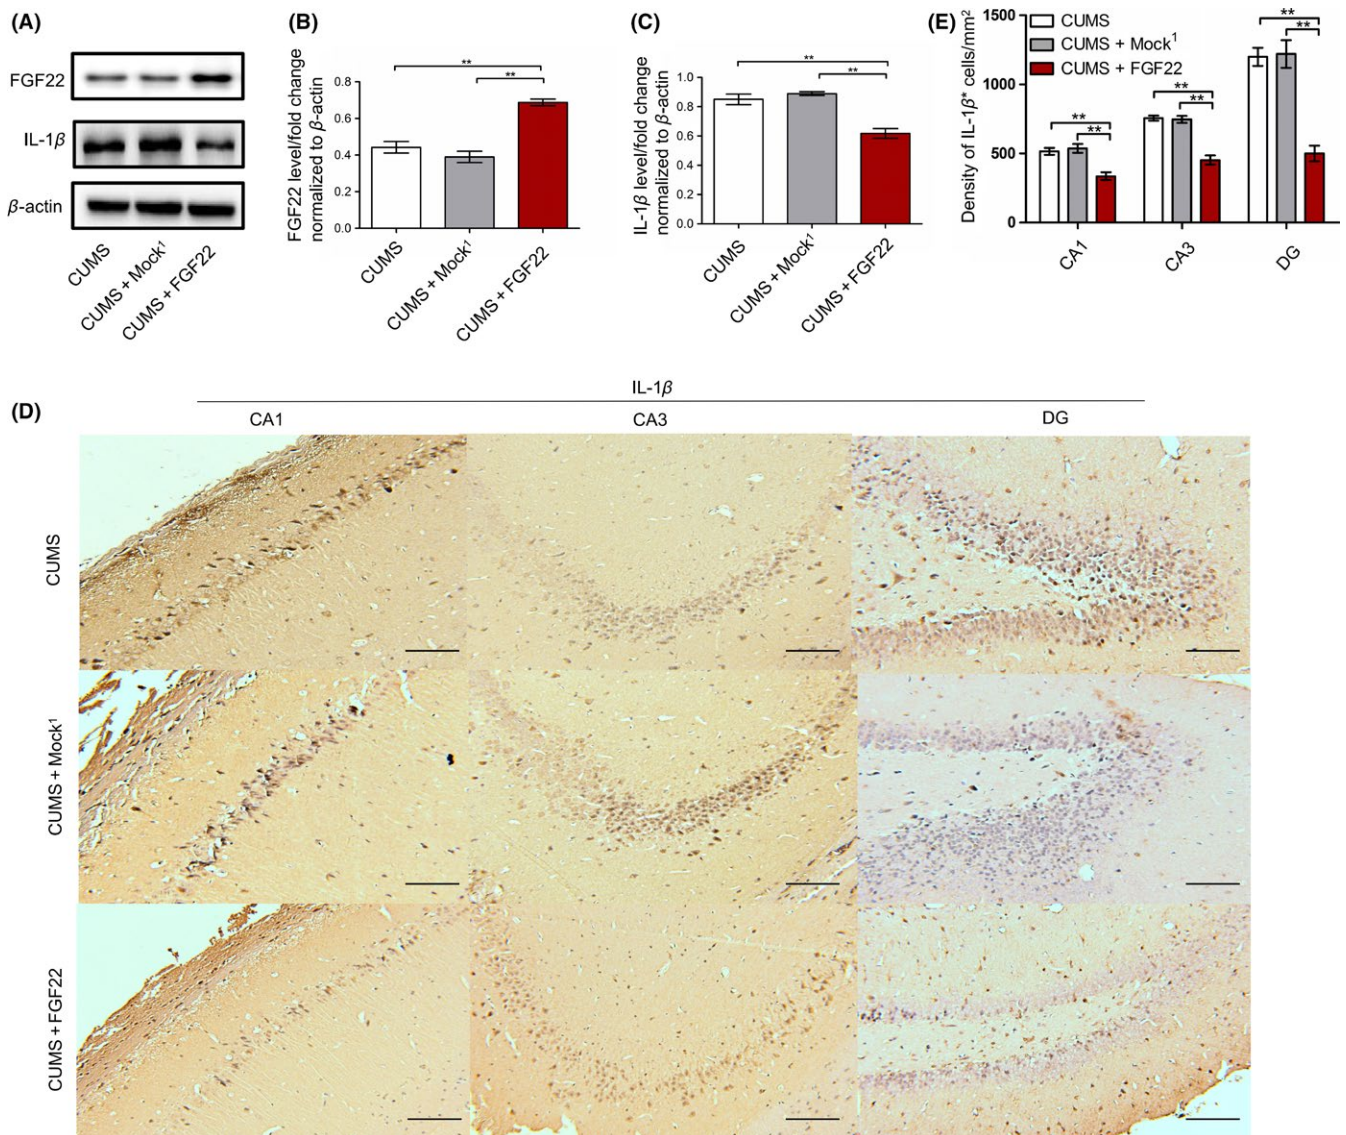 (A)
FGF22
IL-1β
β-actin
CUMS
CUMS + Mock¹
CUMS + FGF22
(B)
FGF22 level/fold change
normalized to β-actin
0.8
0.6
0.4
0.2
0.0
**
**
CUMS
CUMS + Mock¹
CUMS + FGF22
(C)
IL-1β level/fold change
normalized to β-actin
1.0
0.8
0.6
0.4
0.2
0.0
**
**
CUMS
CUMS + Mock¹
CUMS + FGF22
(E)
Density of IL-1β* cells/mm²
1500
1000
500
0
CUMS
CUMS + Mock¹
CUMS + FGF22
**
**
**
**
**
**
CA1
CA3
DG
(D)
IL-1β
CA1
CA3
DG
CUMS
CUMS + Mock¹
CUMS + FGF22